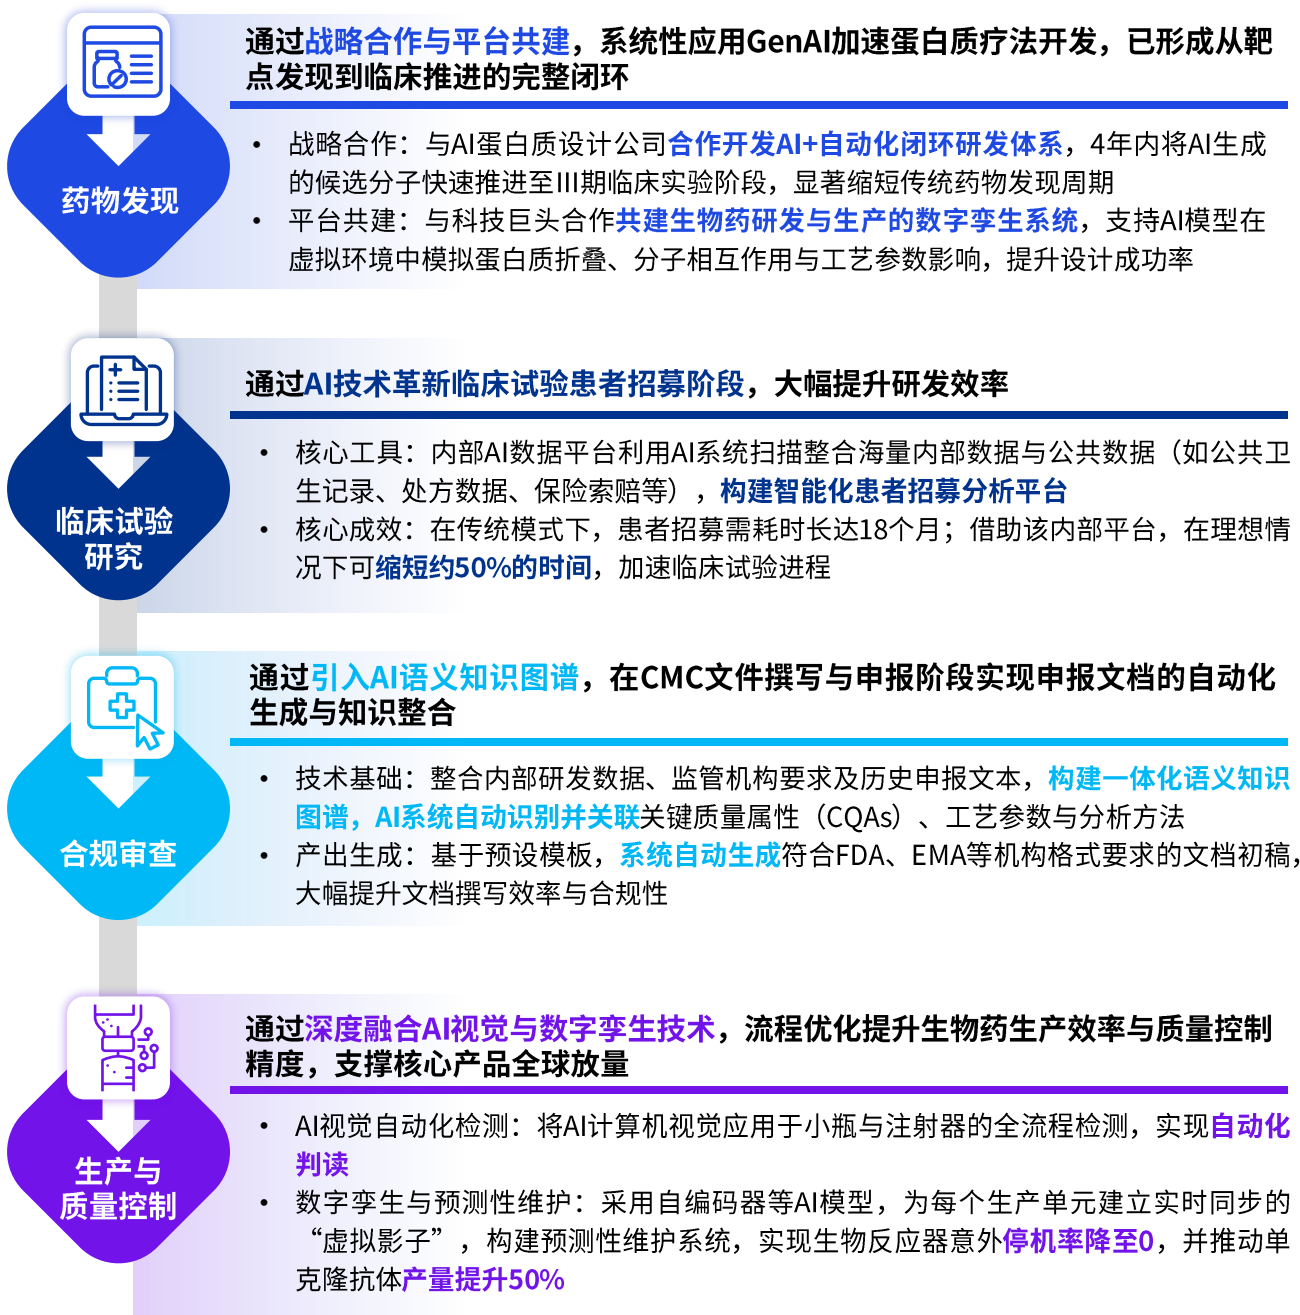 通过战略合作与平台共建，系统性应用GenAI加速蛋白质疗法开发，已形成从靶
点发现到临床推进的完整闭环
药物发现
• 战略合作：与AI蛋白质设计公司合作开发AI+自动化闭环研发体系，4年内将AI生成
的候选分子快速推进至III期临床实验阶段，显著缩短传统药物发现周期
• 平台共建：与科技巨头合作共建生物药研发与生产的数字孪生系统，支持AI模型在
虚拟环境中模拟蛋白质折叠、分子相互作用与工艺参数影响，提升设计成功率
通过AI技术革新临床试验患者招募阶段，大幅提升研发效率
临床试验
研究
• 核心工具：内部AI数据平台利用AI系统扫描整合海量内部数据与公共数据（如公共卫
生记录、处方数据、保险索赔等），构建智能化患者招募分析平台
• 核心成效：在传统模式下，患者招募需耗时长达18个月；借助该内部平台，在理想情
况下可缩短约50%的时间，加速临床试验进程
通过引入AI语义知识图谱，在CMC文件撰写与申报阶段实现申报文档的自动化
生成与知识整合
合规审查
• 技术基础：整合内部研发数据、监管机构要求及历史申报文本，构建一体化语义知识
图谱，AI系统自动识别并关联关键质量属性（CQAs）、工艺参数与分析方法
• 产出生成：基于预设模板，系统自动生成符合FDA、EMA等机构格式要求的文档初稿，
大幅提升文档撰写效率与合规性
通过深度融合AI视觉与数字孪生技术，流程优化提升生物药生产效率与质量控制
精度，支撑核心产品全球放量
生产与
质量控制
• AI视觉自动化检测：将AI计算机视觉应用于小瓶与注射器的全流程检测，实现自动化
判读
• 数字孪生与预测性维护：采用自编码器等AI模型，为每个生产单元建立实时同步的
“虚拟影子”，构建预测性维护系统，实现生物反应器意外停机率降至0，并推动单
克隆抗体产量提升50%